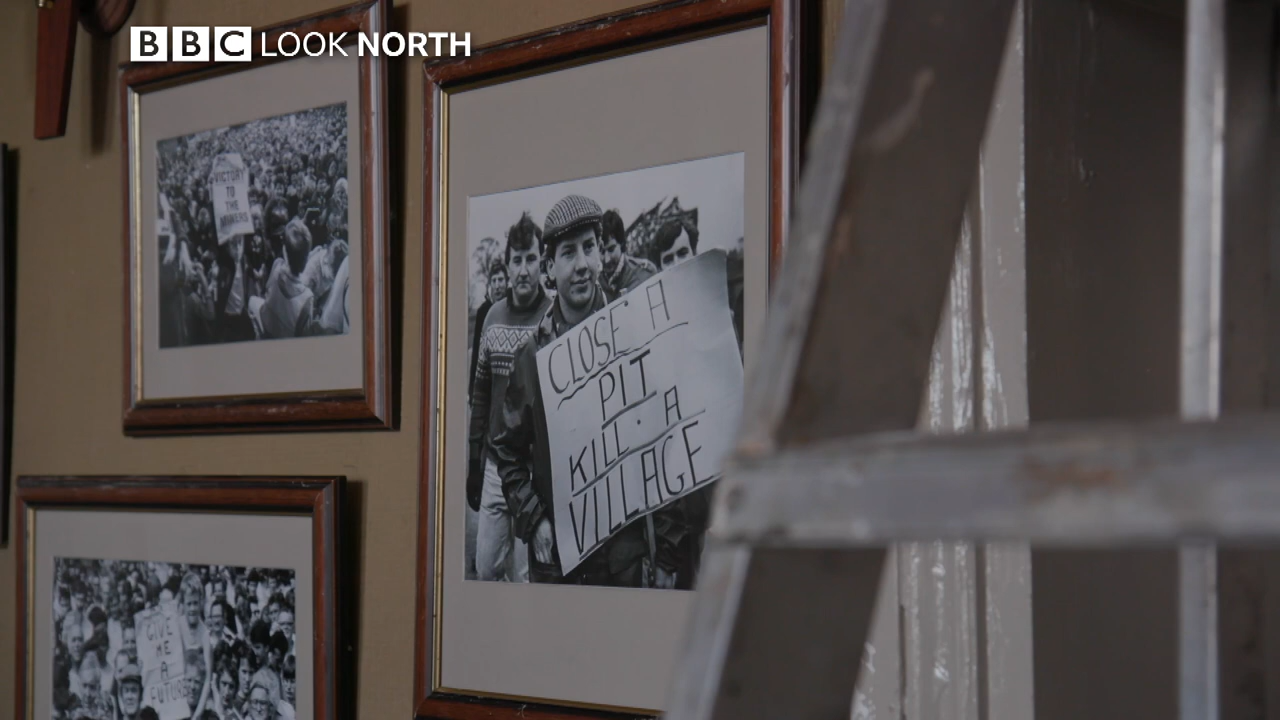 BBC LOOK NORTH
VICTORY
TO
THE
MINERS
CLOSE A
PIT
KILL · A
VILLAGE
GIVE
ME
A
FUTURE